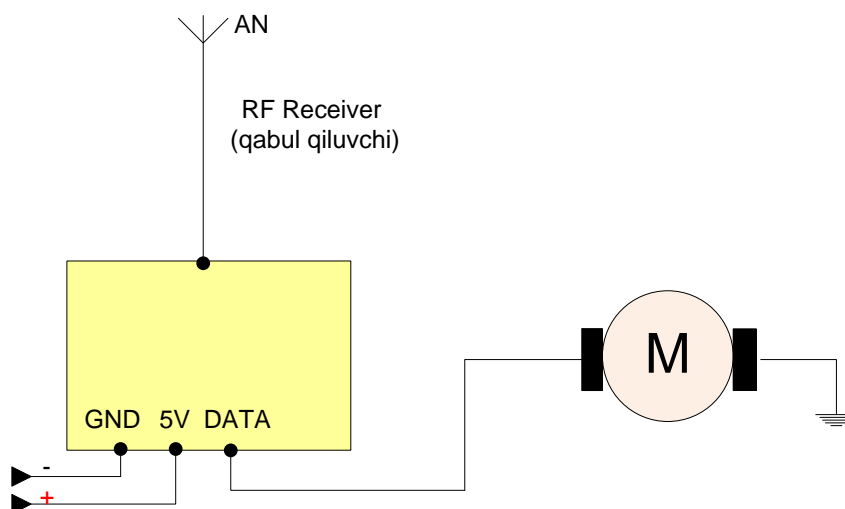 AN
RF Receiver
(qabul qiluvchi)
M
GND 5V DATA
-
+